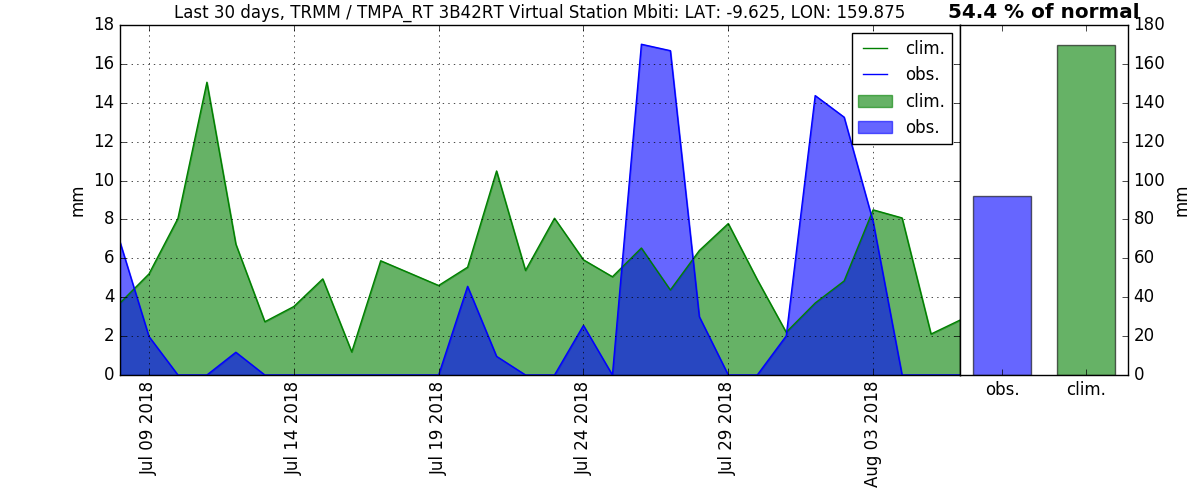 Last 30 days, TRMM / TMPA_RT 3B42RT Virtual Station Mbiti: LAT: -9.625, LON: 159.875
54.4 % of normal
18
16
14
12
10
8
6
4
2
0
mm
clim.
obs.
clim.
obs.
Jul 09 2018
Jul 14 2018
Jul 19 2018
Jul 24 2018
Jul 29 2018
Aug 03 2018
180
160
140
120
100
80
60
40
20
0
mm
obs.
clim.